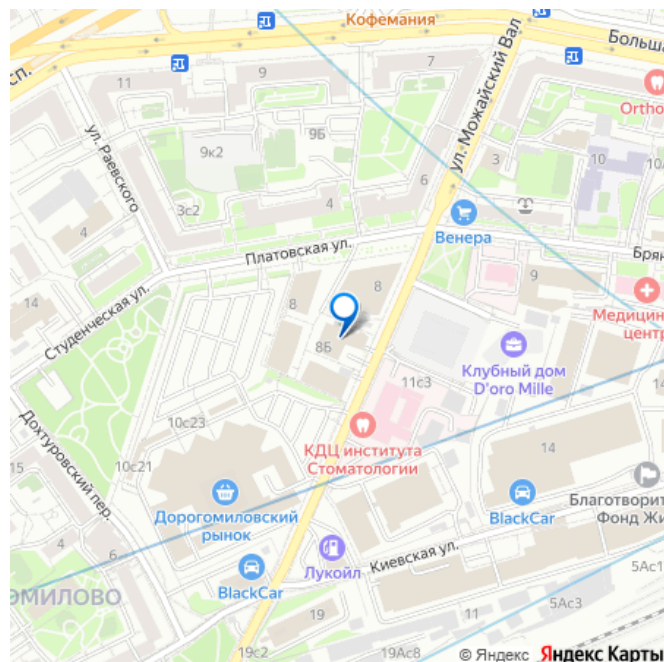 Кофемания
Больша
СП.
11
9
7
Ortho
ул. Можайский Вал
9Б
9к2
3
10
ул. Раевского
6
3с2
4
Венера
Платовская ул.
Брян
8
9
14
8
Медицин
центр
Студенческая ул.
8Б
Клубный дом
D'oro Mille
11с3
10с23
КДЦ института
Стоматологии
14
15
10с21
Дохтуровский пер.
Дорогомиловский
рынок
BlackCar
Благотворит
Фонд Жи
4
6
Лукойл
Киевская ул.
BlackCar
5Ас1
ОМИЛОВО
5Ас3
19
11
19с2
19Ас8
© Яндекс Яндекс Карты